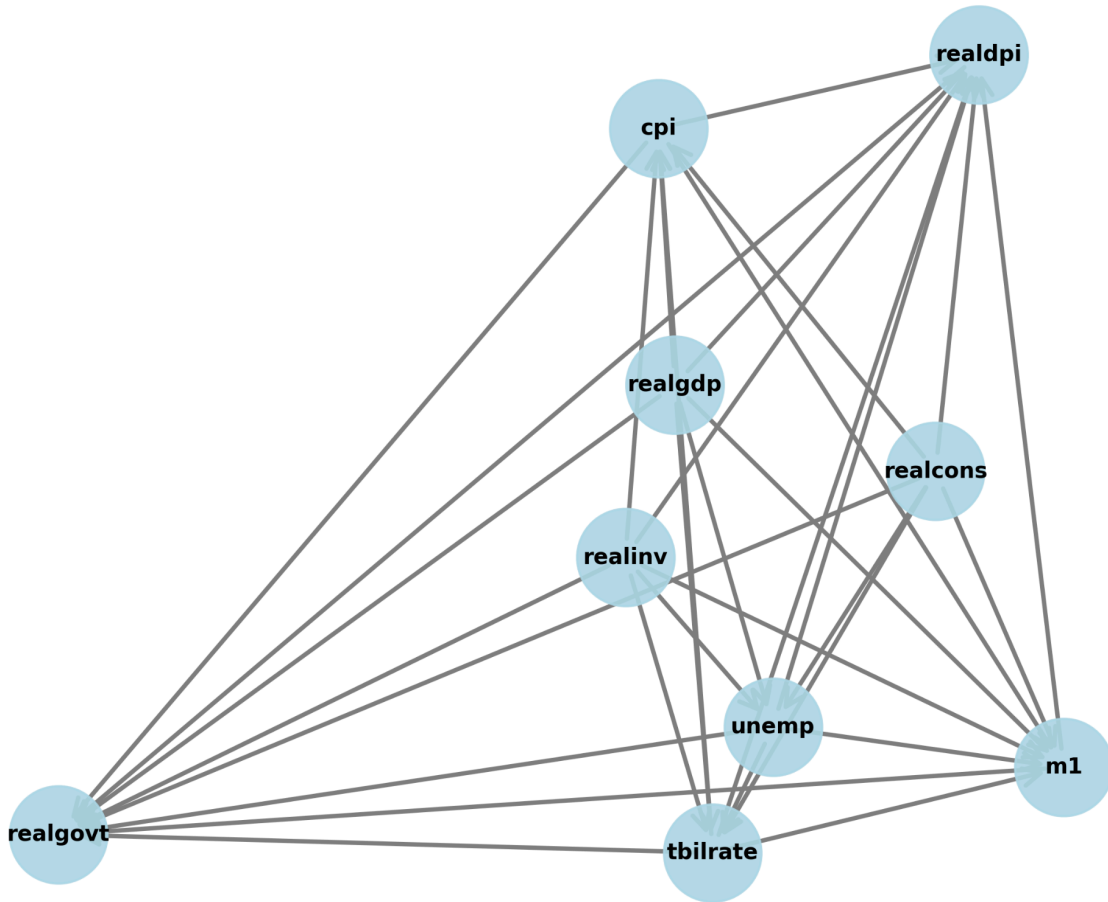 realdpi
cpi
realgdp
realcons
realinv
unemp
m1
realgovt
tbilrate